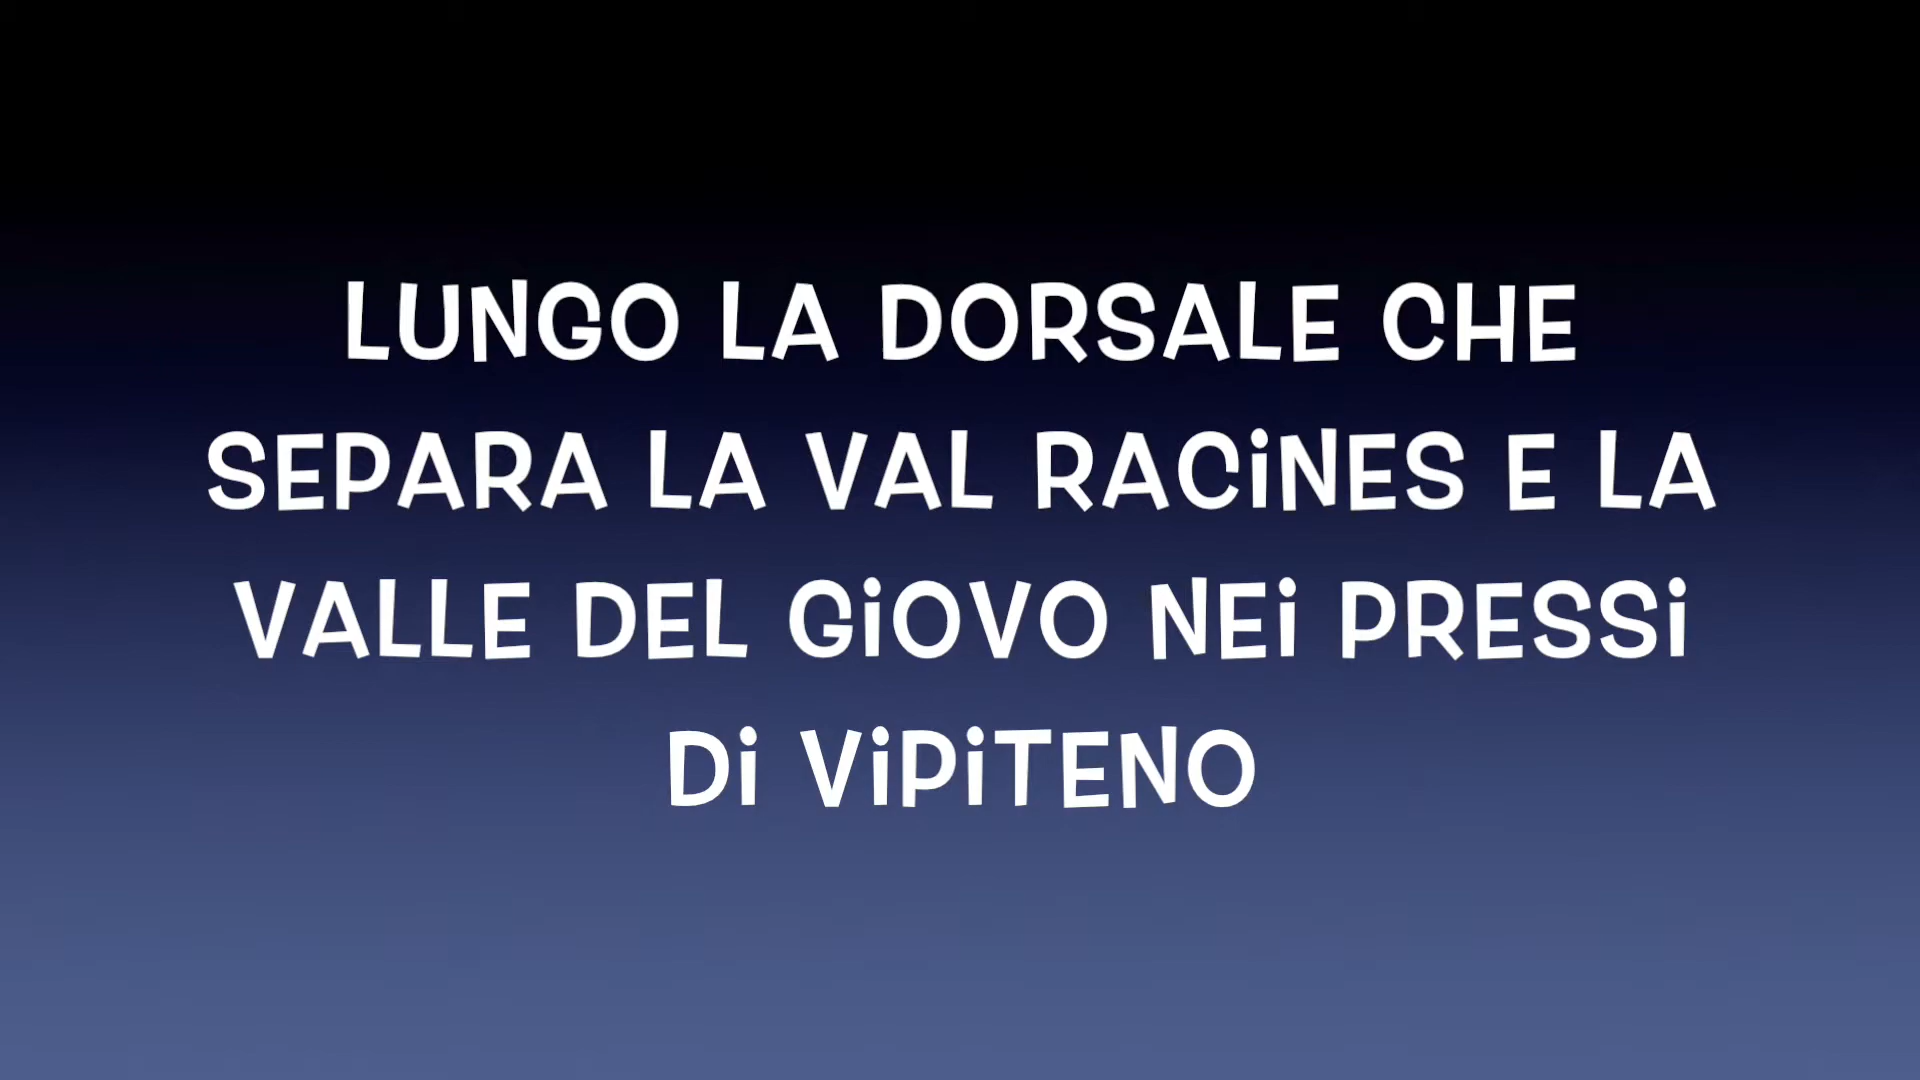 LUNGO LA DORSALE CHE
SEPARA LA VAL RACiNES E LA
VALLE DEL GiOVO NEi PRESSi
Di ViPiTENO